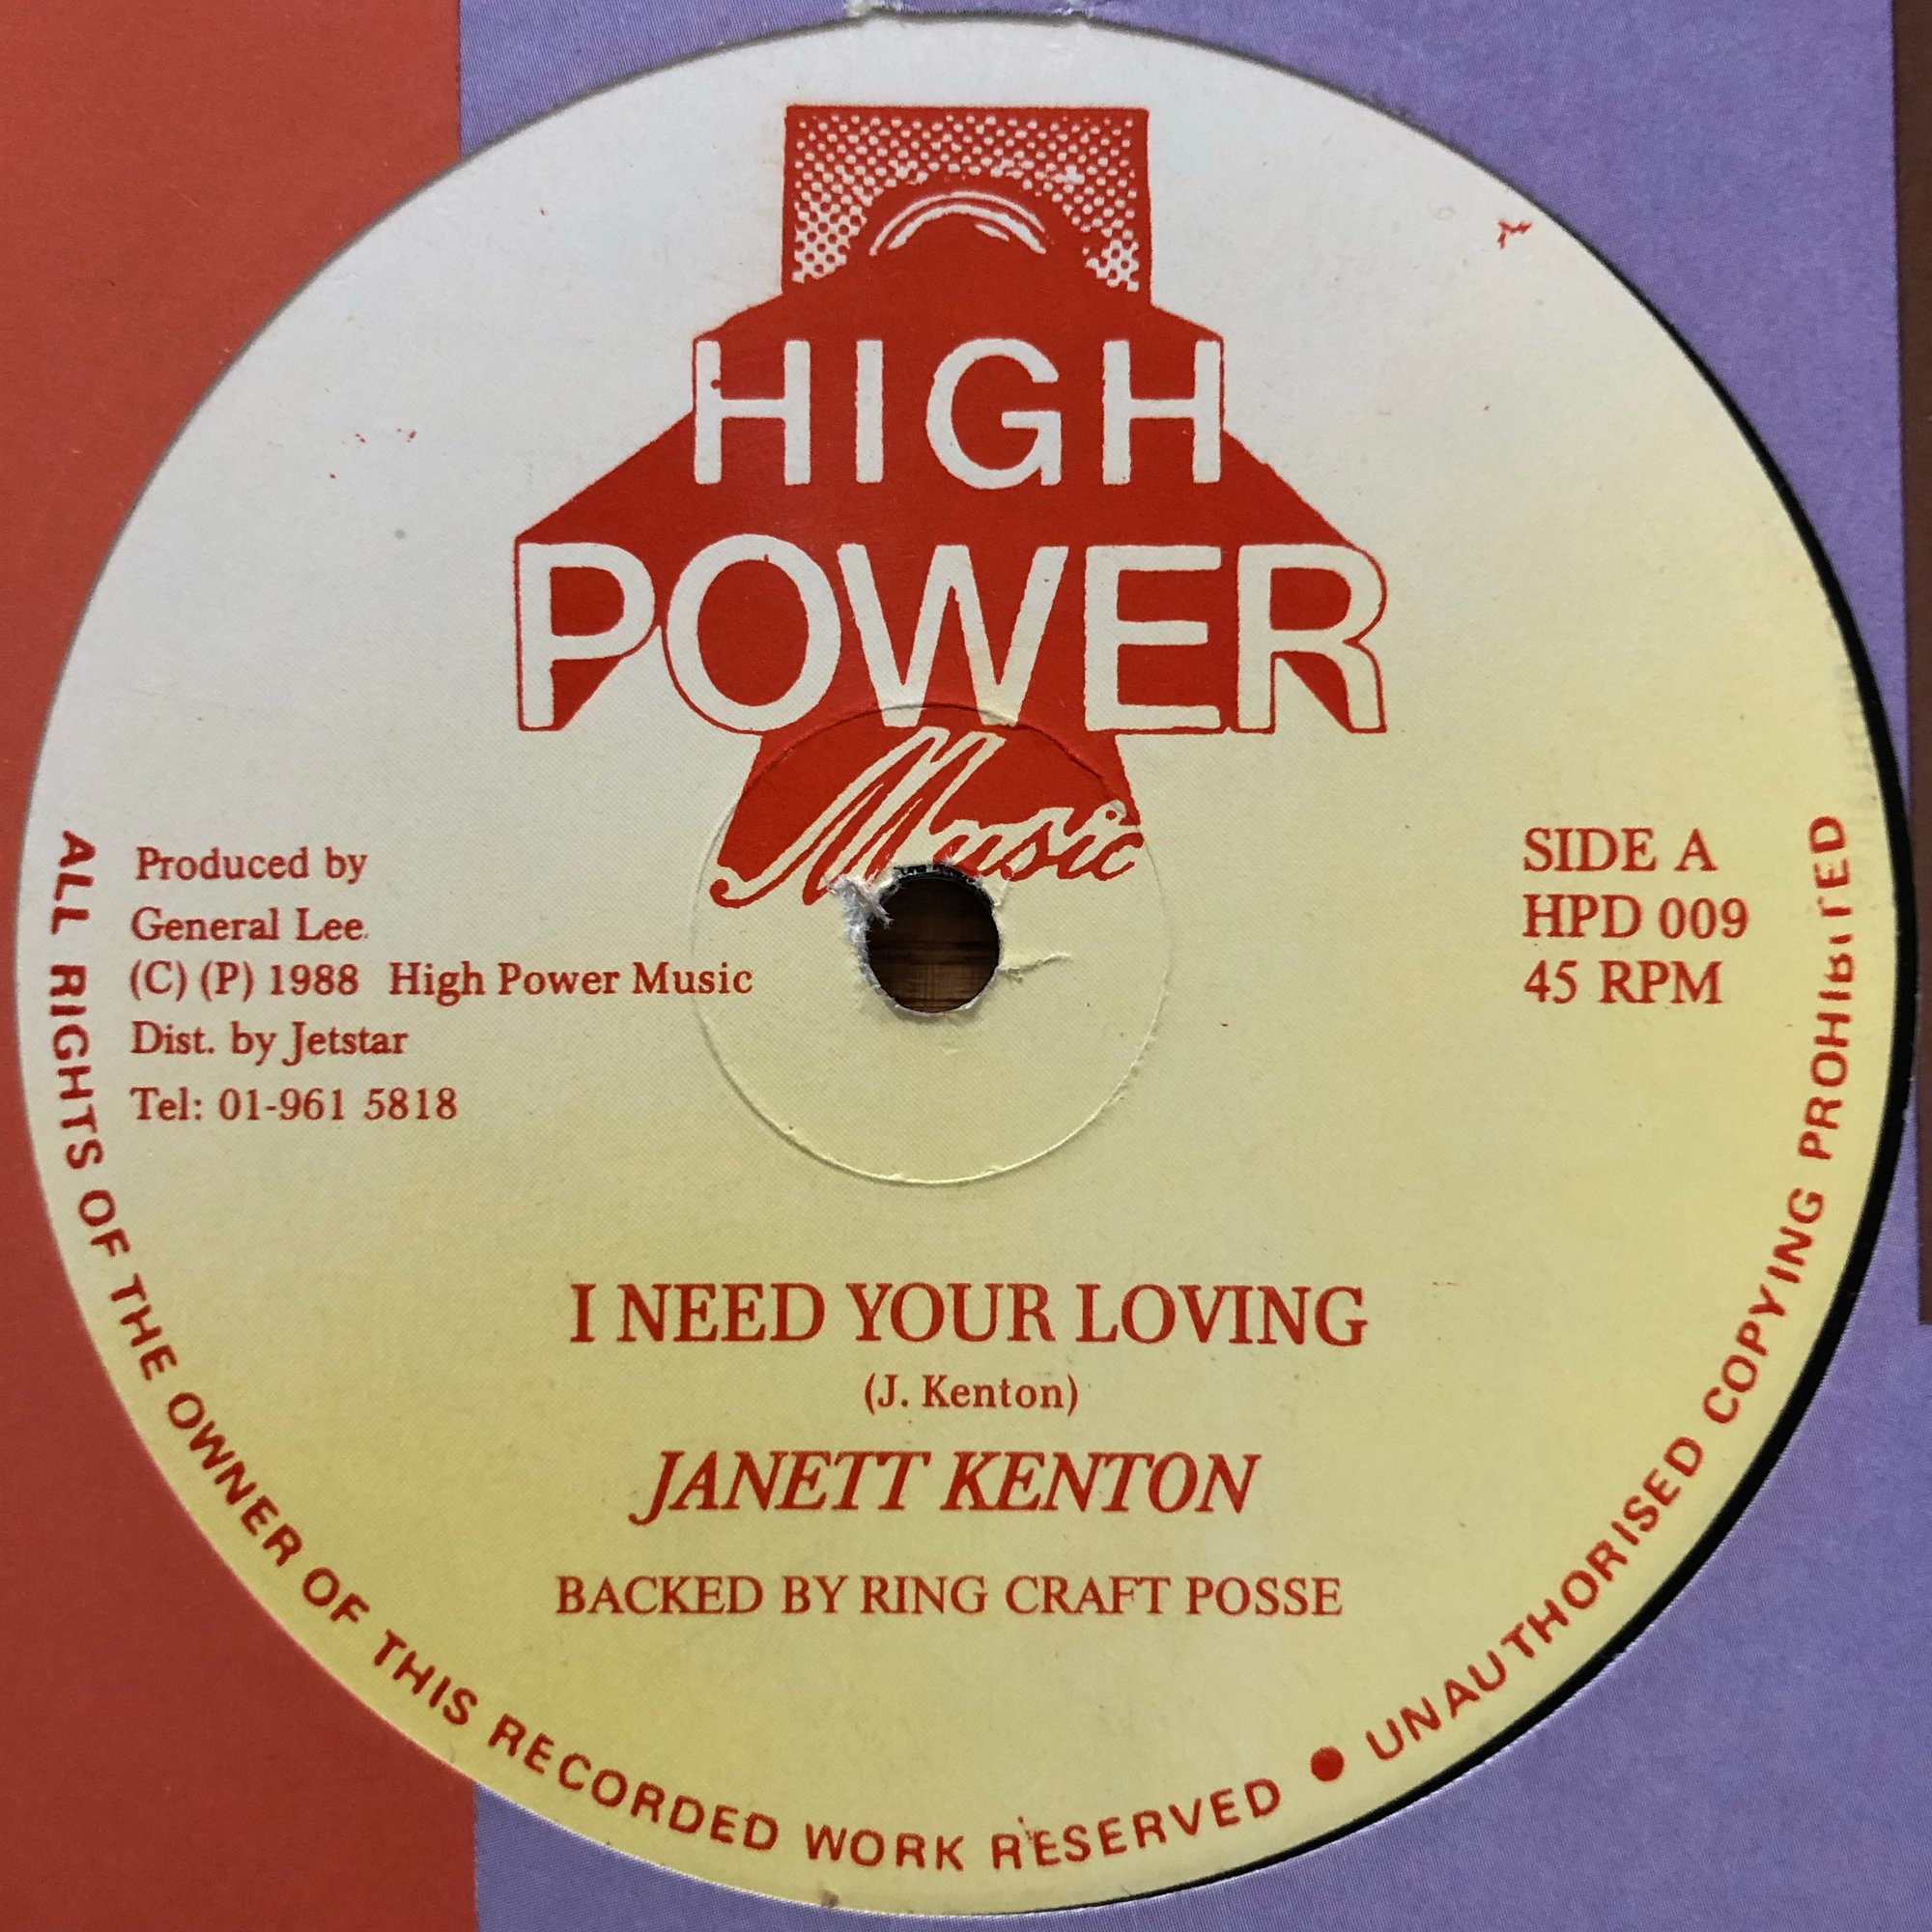 HIGH
POWER
Music
Produced by
General Lee.
(C) (P) 1988 High Power Music
Dist. by Jetstar
Tel: 01-961 5818
SIDE A
HPD 009
45 RPM
I NEED YOUR LOVING
(J. Kenton)
JANETT KENTON
BACKED BY RING CRAFT POSSE
ALL RIGHTS OF THE OWNER OF THIS RECORDED WORK RESERVED ● UNAUTHORISED COPYING PROHIBITED